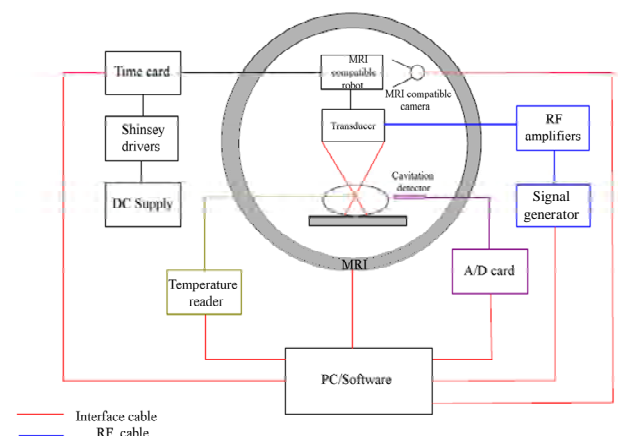 Time card
MRI
compatible
robot
MRI compatible
camera
Shinsey
drivers
Transducer
RF
amplifiers
DC Supply
Cavitation
detector
Signal
generator
MRI
A/D card
Temperature
reader
PC/Software
Interface cable
RF cable